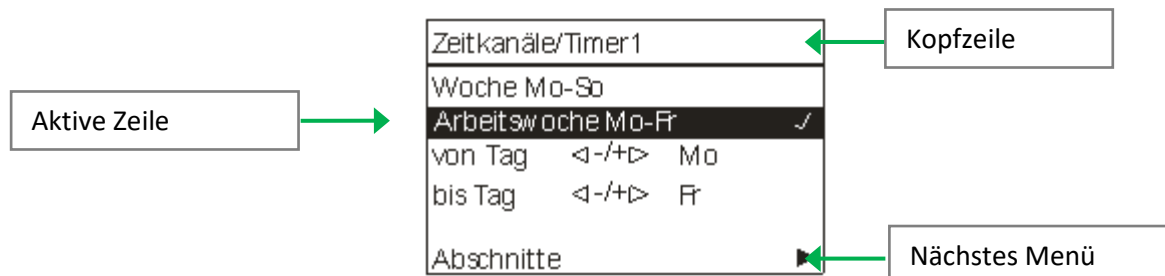 Zeitkanäle/Timer1
Kopfzeile
Woche Mo-So
Aktive Zeile
Arbeitswoche Mo-Fr ✓
von Tag ◁-/+▷ Mo
bis Tag ◁-/+▷ Fr
Abschnitte ▶
Nächstes Menü